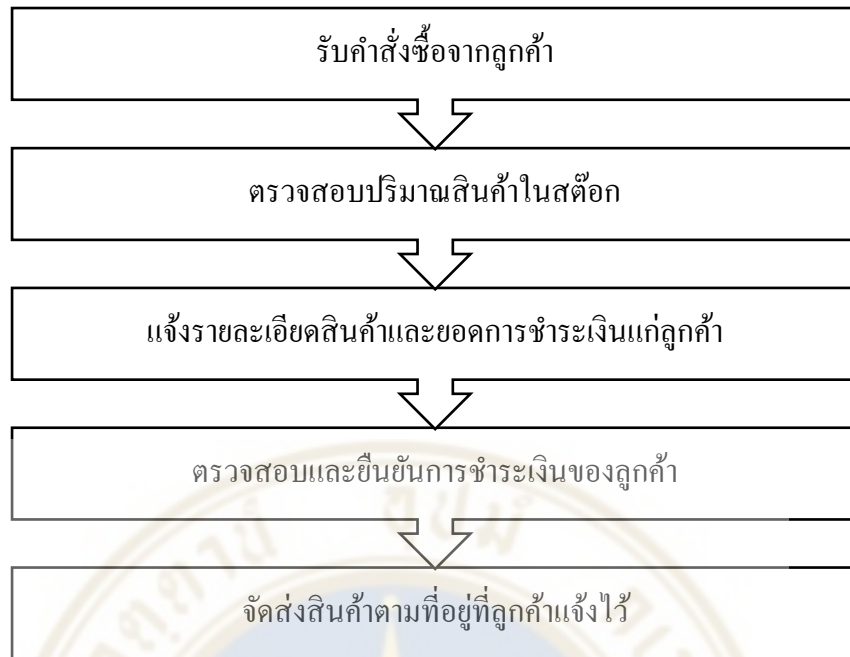 รับคำสั่งซื้อจากลูกค้า
ตรวจสอบปริมาณสินค้าในสต๊อก
แจ้งรายละเอียดสินค้าและยอดการชำระเงินแก่ลูกค้า
ตรวจสอบและยืนยันการชำระเงินของลูกค้า
จัดส่งสินค้าตามที่อยู่ที่ลูกค้าแจ้งไว้